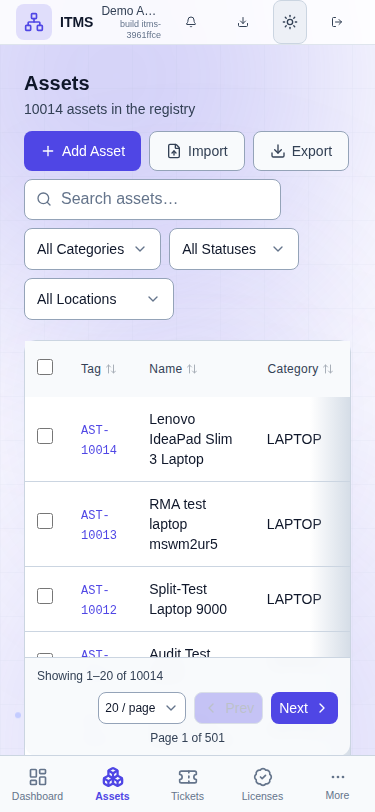 ITMS
Demo A...
build itms-
3961ffce
Assets
10014 assets in the registry
Add Asset
Import
Export
Search assets...
All Categories
All Statuses
All Locations
Tag
Name
Category
AST-
10014
Lenovo
IdeaPad Slim
3 Laptop
LAPTOP
AST-
10013
RMA test
laptop
mswm2ur5
LAPTOP
AST-
10012
Split-Test
Laptop 9000
LAPTOP
AST-
Audit Test
Showing 1–20 of 10014
20 / page
Prev
Next
Page 1 of 501
Dashboard
Assets
Tickets
Licenses
More